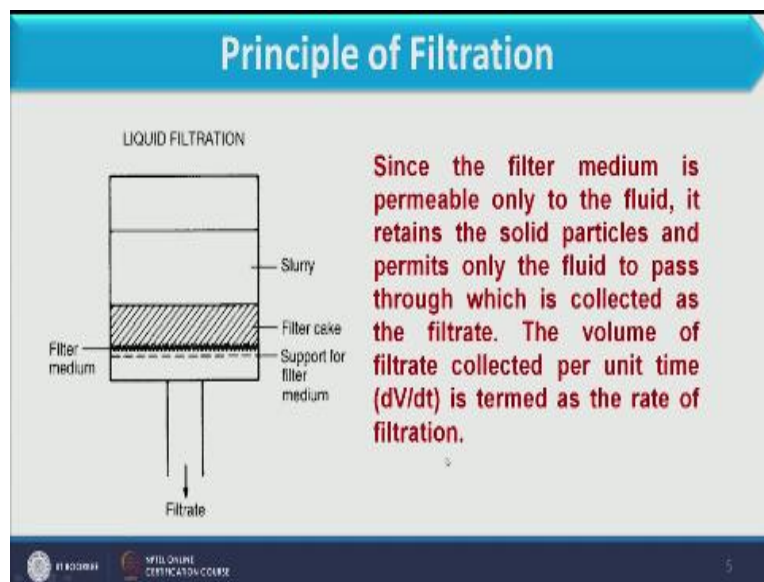 Principle of Filtration
LIQUID FILTRATION
Slurry
Filter cake
Filter
medium
Support for
filter
medium
Filtrate
Since the filter medium is
permeable only to the fluid, it
retains the solid particles and
permits only the fluid to pass
through which is collected as
the filtrate. The volume of
filtrate collected per unit time
(dV/dt) is termed as the rate of
filtration.
IIT ROORKEE
NPTEL ONLINE
CERTIFICATION COURSE
5